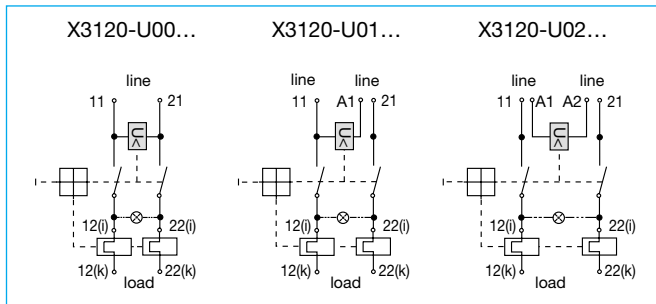 X3120-U00… X3120-U01… X3120-U02…
line line line line line
11 21 11 A1 21 11 A1 A2 21
U< U< U<
12(i) 22(i) 12(i) 22(i) 12(i) 22(i)
12(k) 22(k) 12(k) 22(k) 12(k) 22(k)
load load load